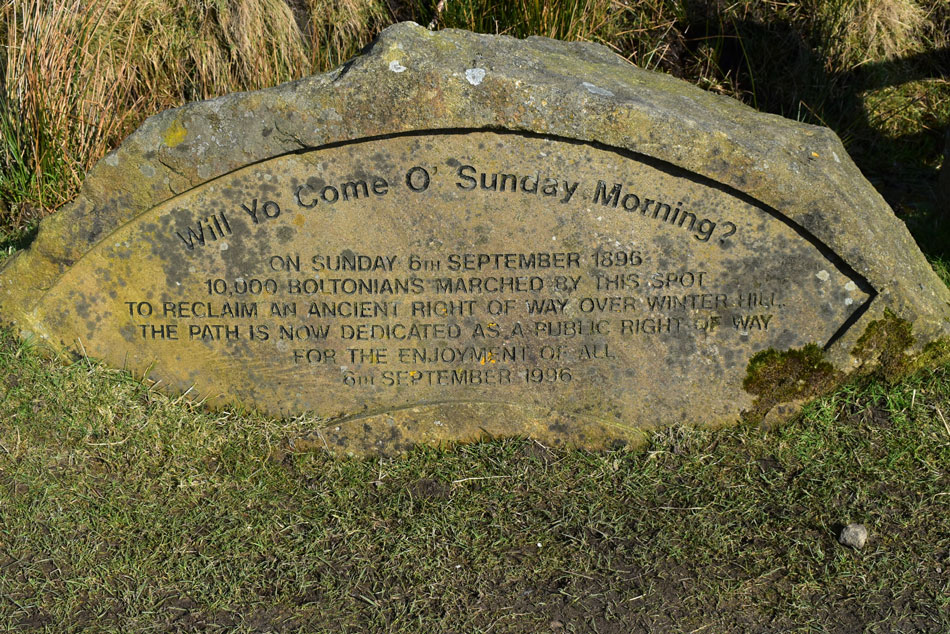 Will Yo Come O' Sunday Morning?
ON SUNDAY 6TH SEPTEMBER 1896
10,000 BOLTONIANS MARCHED BY THIS SPOT
TO RECLAIM AN ANCIENT RIGHT OF WAY OVER WINTER HILL.
THE PATH IS NOW DEDICATED AS A PUBLIC RIGHT OF WAY
FOR THE ENJOYMENT OF ALL
6TH SEPTEMBER 1996